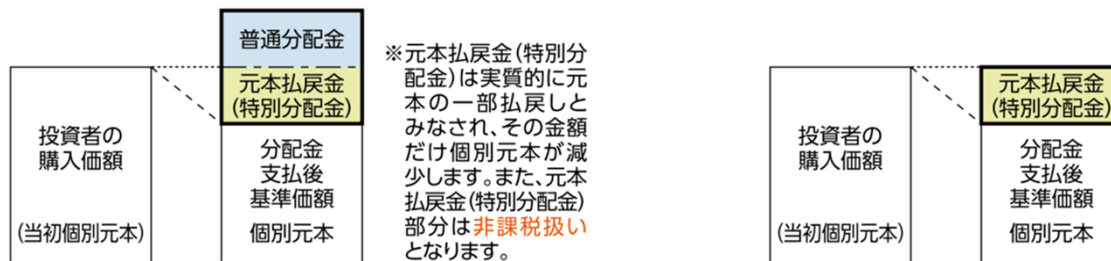 普通分配金
元本払戻金
(特別分配金)
投資者の
購入価額
(当初個別元本)
分配金
支払後
基準価額
個別元本
※元本払戻金(特別分
配金)は実質的に元
本の一部払戻しと
みなされ、その金額
だけ個別元本が減
少します。また、元本
払戻金(特別分配金)
部分は非課税扱い
となります。
投資者の
購入価額
(当初個別元本)
元本払戻金
(特別分配金)
分配金
支払後
基準価額
個別元本